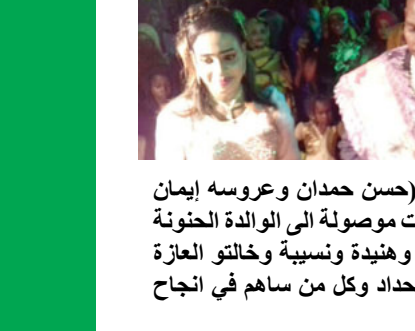 (حسن حمدان وعروسه إيمان
ت موصولة الى الوالدة الحنونة
وهنيدة ونسيبة وخالتو العازة
حداد وكل من ساهم في انجاح